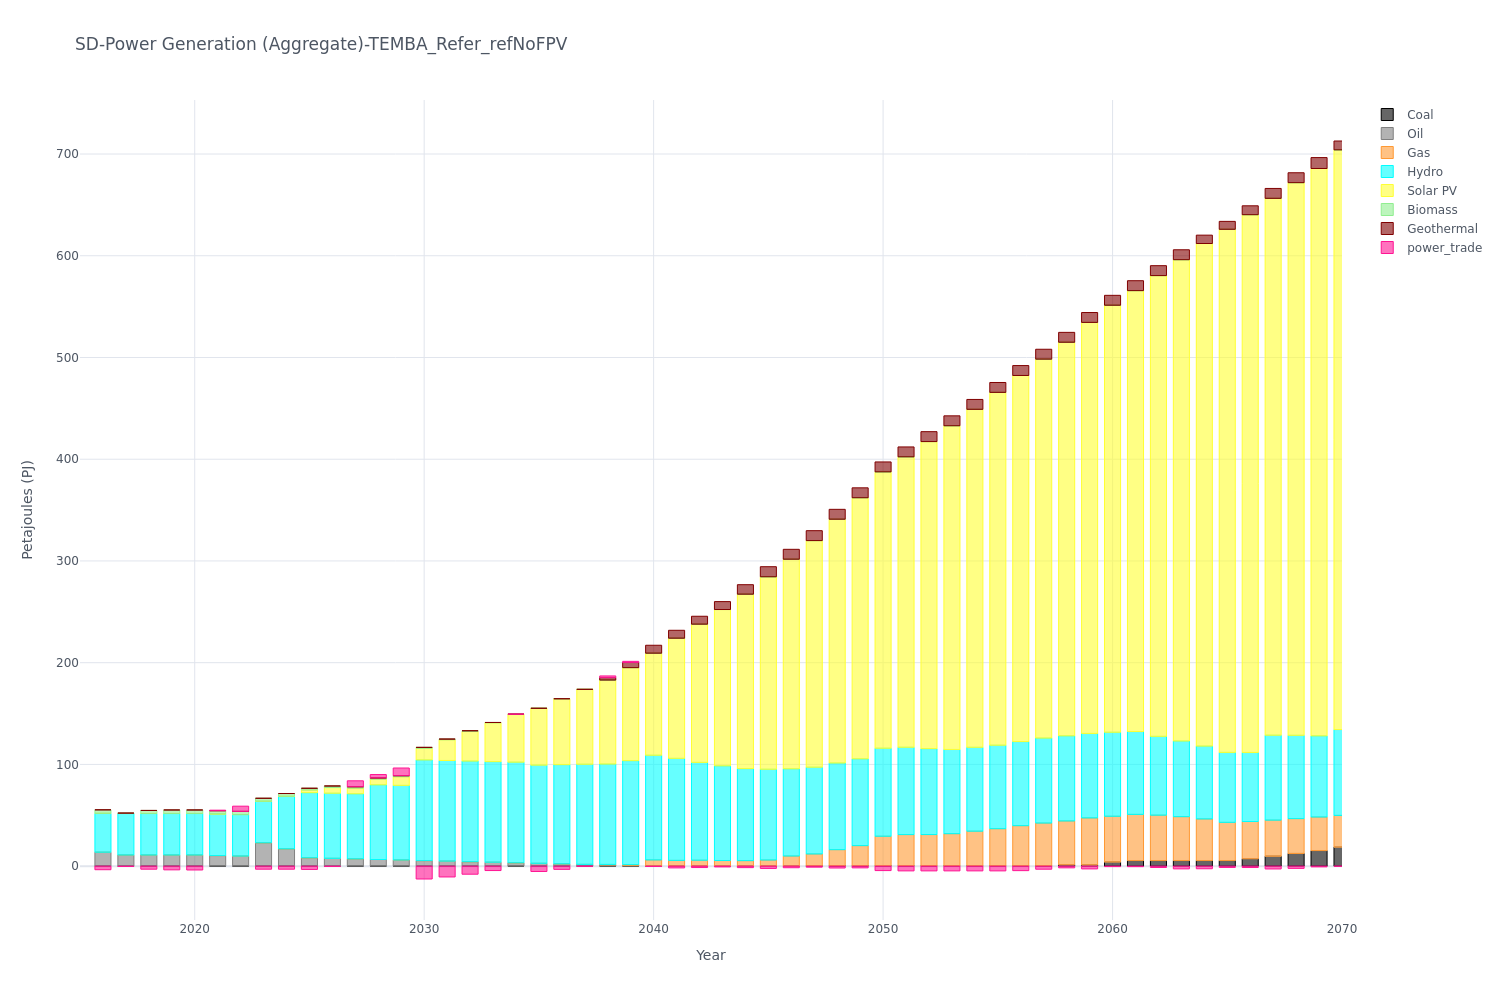 SD-Power Generation (Aggregate)-TEMBA_Refer_refNoFPV
Coal
Oil
Gas
Hydro
Solar PV
Biomass
Geothermal
power_trade
700
600
500
400
300
200
100
0
Petajoules (PJ)
2020 2030 2040 2050 2060 2070
Year